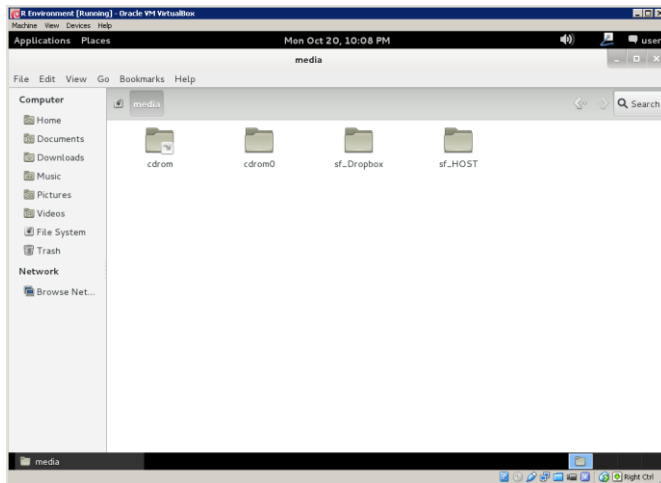 R Environment [Running] - Oracle VM VirtualBox
Machine View Devices Help
Applications Places Mon Oct 20, 10:08 PM user
media
File Edit View Go Bookmarks Help
Computer
media
Search
Home
Documents
Downloads
Music
Pictures
Videos
File System
Trash
Network
Browse Net...
cdrom cdrom0 sf_Dropbox sf_HOST
media
Right Ctrl